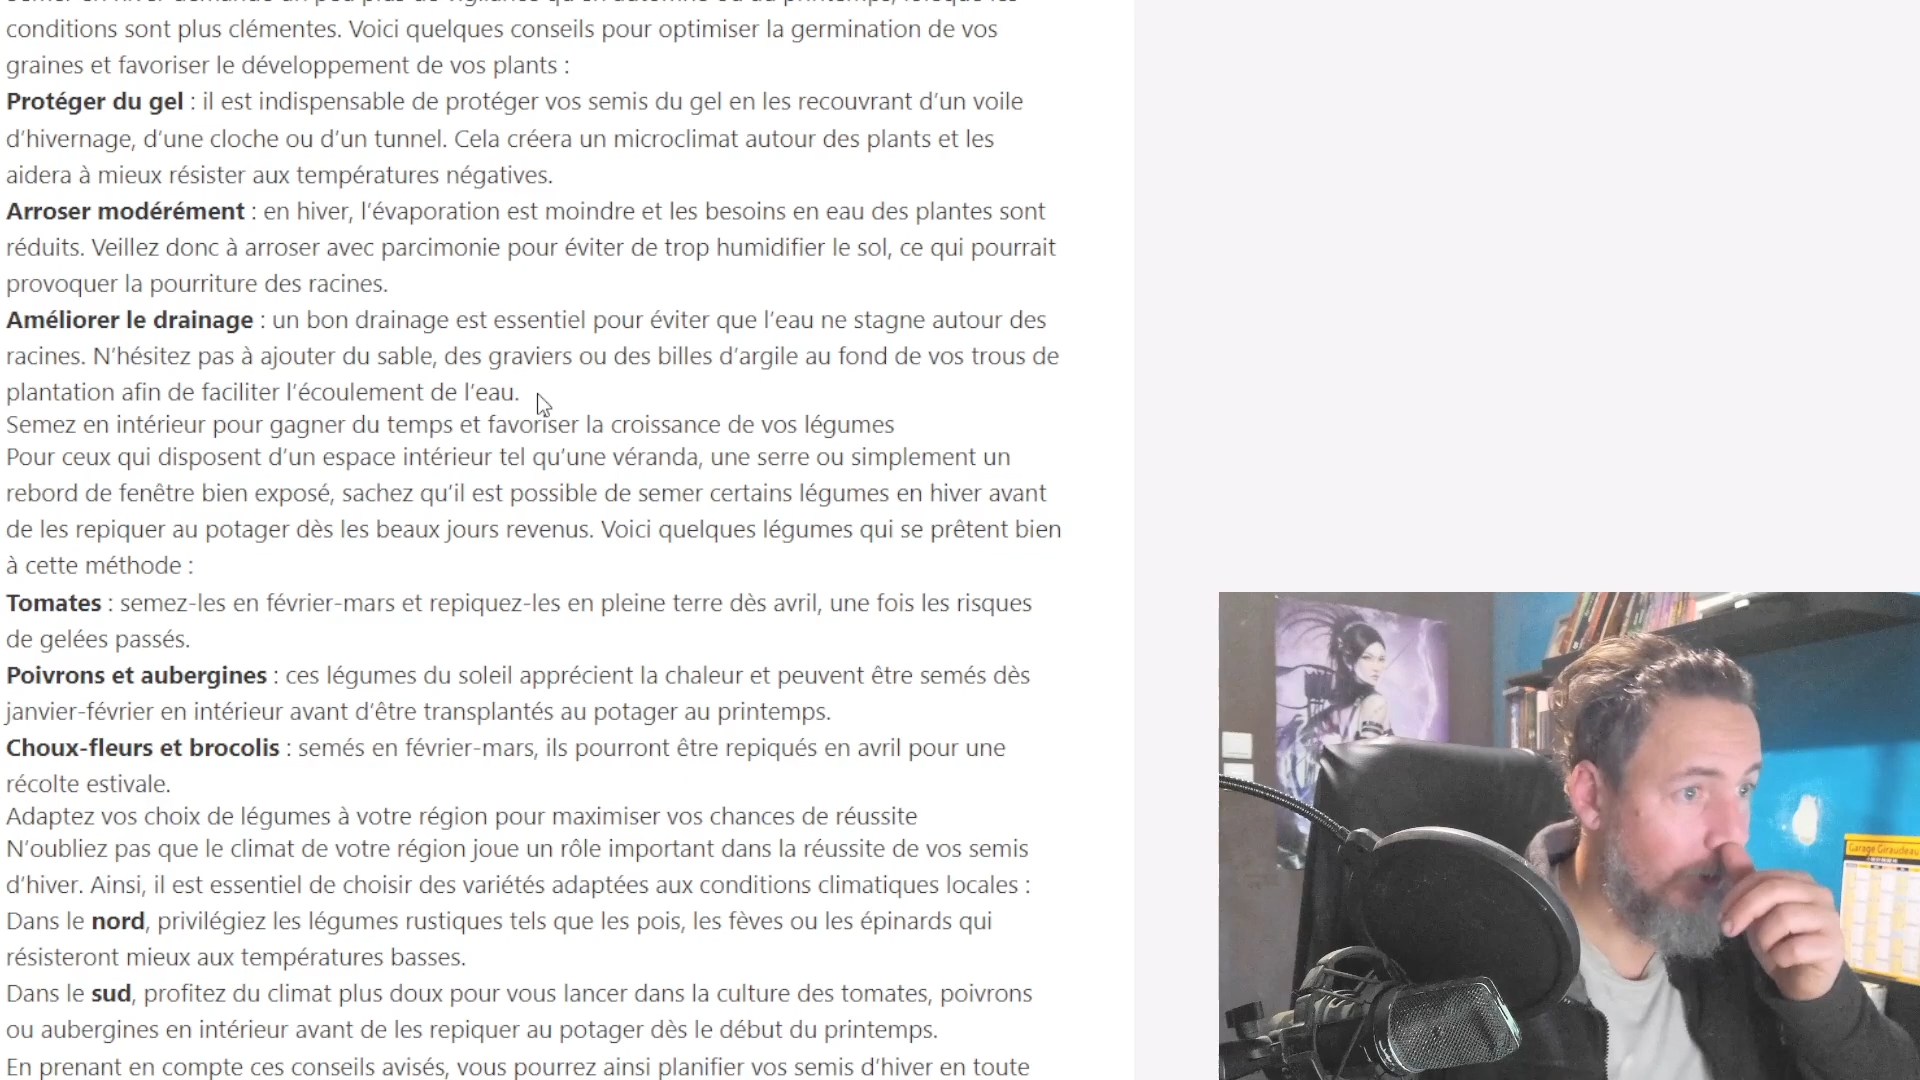 conditions sont plus clémentes. Voici quelques conseils pour optimiser la germination de vos
graines et favoriser le développement de vos plants :
Protéger du gel : il est indispensable de protéger vos semis du gel en les recouvrant d’un voile
d’hivernage, d’une cloche ou d’un tunnel. Cela créera un microclimat autour des plants et les
aidera à mieux résister aux températures négatives.
Arroser modérément : en hiver, l’évaporation est moindre et les besoins en eau des plantes sont
réduits. Veillez donc à arroser avec parcimonie pour éviter de trop humidifier le sol, ce qui pourrait
provoquer la pourriture des racines.
Améliorer le drainage : un bon drainage est essentiel pour éviter que l’eau ne stagne autour des
racines. N’hésitez pas à ajouter du sable, des graviers ou des billes d’argile au fond de vos trous de
plantation afin de faciliter l’écoulement de l’eau.
Semez en intérieur pour gagner du temps et favoriser la croissance de vos légumes
Pour ceux qui disposent d’un espace intérieur tel qu’une véranda, une serre ou simplement un
rebord de fenêtre bien exposé, sachez qu’il est possible de semer certains légumes en hiver avant
de les repiquer au potager dès les beaux jours revenus. Voici quelques légumes qui se prêtent bien
à cette méthode :
Tomates : semez-les en février-mars et repiquez-les en pleine terre dès avril, une fois les risques
de gelées passés.
Poivrons et aubergines : ces légumes du soleil apprécient la chaleur et peuvent être semés dès
janvier-février en intérieur avant d’être transplantés au potager au printemps.
Choux-fleurs et brocolis : semés en février-mars, ils pourront être repiqués en avril pour une
récolte estivale.
Adaptez vos choix de légumes à votre région pour maximiser vos chances de réussite
N’oubliez pas que le climat de votre région joue un rôle important dans la réussite de vos semis
d’hiver. Ainsi, il est essentiel de choisir des variétés adaptées aux conditions climatiques locales :
Dans le nord, privilégiez les légumes rustiques tels que les pois, les fèves ou les épinards qui
résisteront mieux aux températures basses.
Dans le sud, profitez du climat plus doux pour vous lancer dans la culture des tomates, poivrons
ou aubergines en intérieur avant de les repiquer au potager dès le début du printemps.
En prenant en compte ces conseils avisés, vous pourrez ainsi planifier vos semis d’hiver en toute
Garage Giraudeau